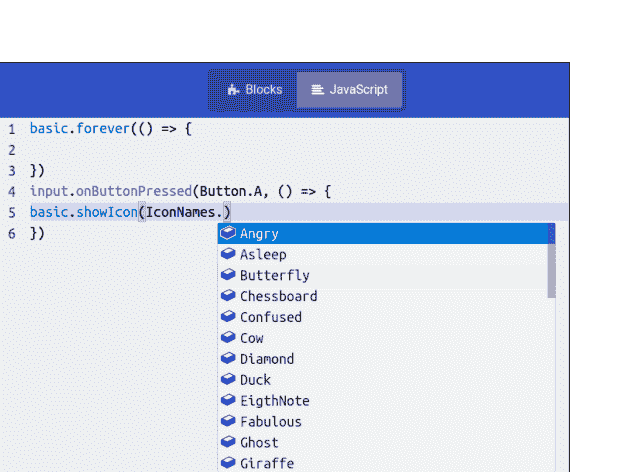 Blocks JavaScript
1 basic.forever(() => {
2
3 })
4 input.onButtonPressed(Button.A, () => {
5 basic.showIcon(IconNames.)
6 })
Angry
Asleep
Butterfly
Chessboard
Confused
Cow
Diamond
Duck
EigthNote
Fabulous
Ghost
Giraffe